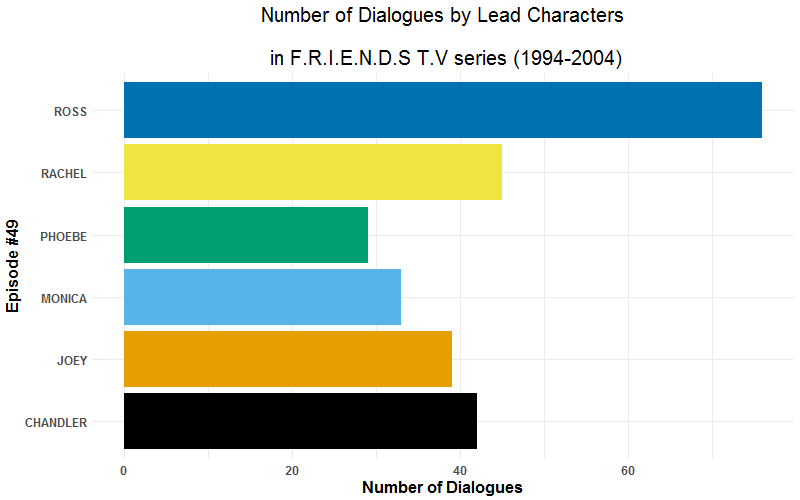 Number of Dialogues by Lead Characters
in F.R.I.E.N.D.S T.V series (1994-2004)
ROSS
RACHEL
PHOEBE
MONICA
JOEY
CHANDLER
Episode #49
0 20 40 60
Number of Dialogues